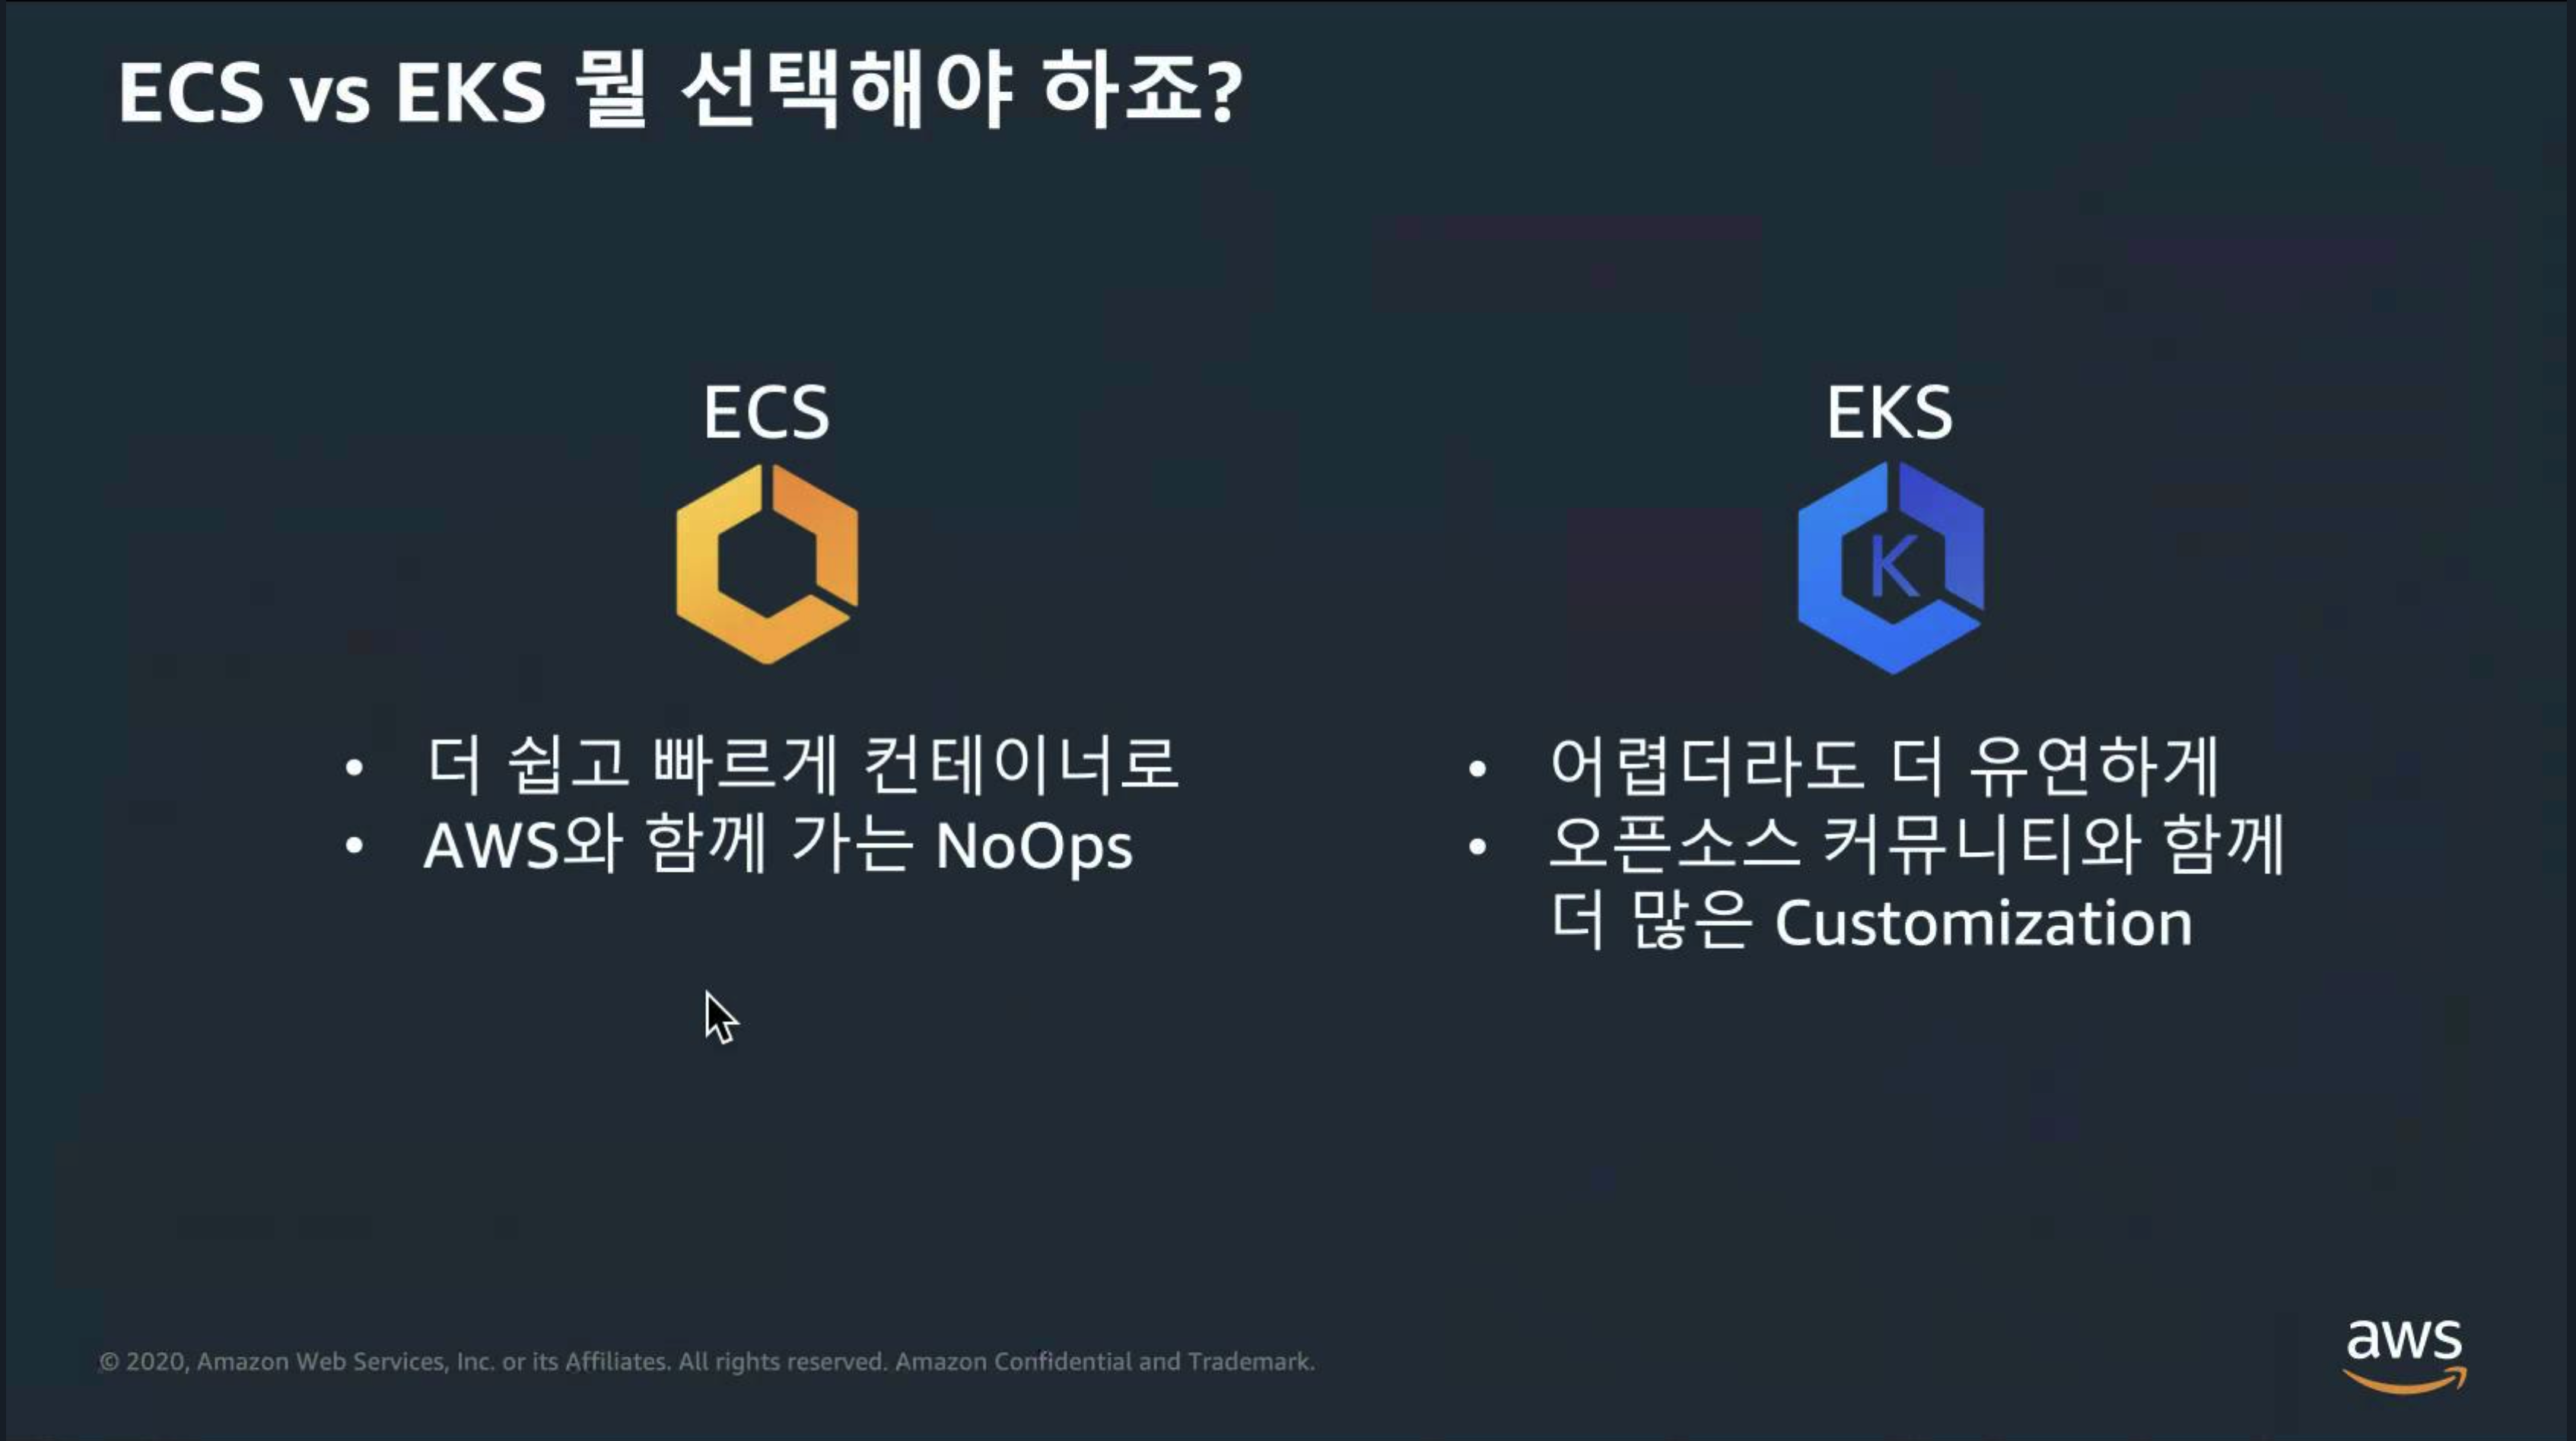 ECS vs EKS 뭘 선택해야 하죠?
ECS
• 더 쉽고 빠르게 컨테이너로
• AWS와 함께 가는 NoOps
EKS
K
• 어렵더라도 더 유연하게
• 오픈소스 커뮤니티와 함께
더 많은 Customization
© 2020, Amazon Web Services, Inc. or its Affiliates. All rights reserved. Amazon Confidential and Trademark.
aws